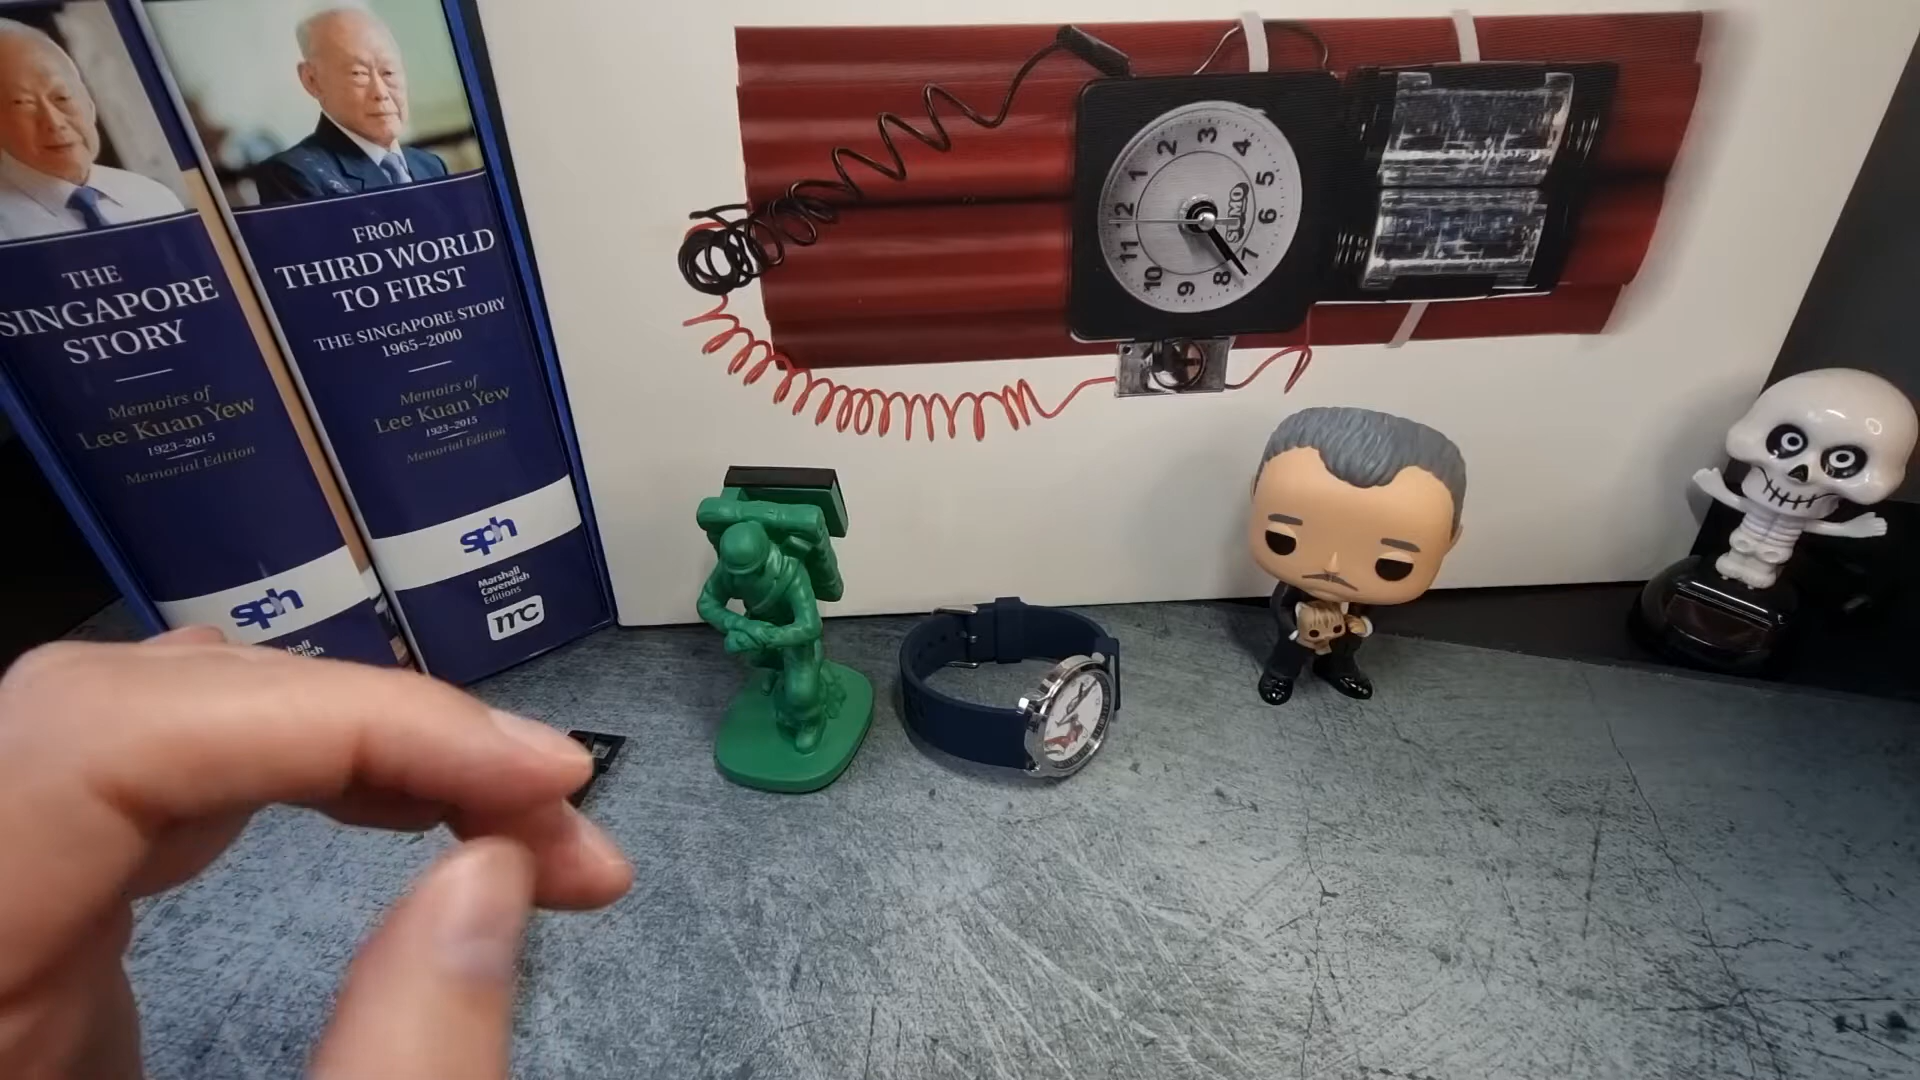 THE
SINGAPORE
STORY
Memoirs of
Lee Kuan Yew
1923–2015
Memorial Edition
sph
FROM
THIRD WORLD
TO FIRST
THE SINGAPORE STORY
1965–2000
Memoirs of
Lee Kuan Yew
1923–2015
Memorial Edition
sph
Marshall
Cavendish
Editions
mc
12
1
2
3
4
5
6
7
8
9
10
11
SUMO